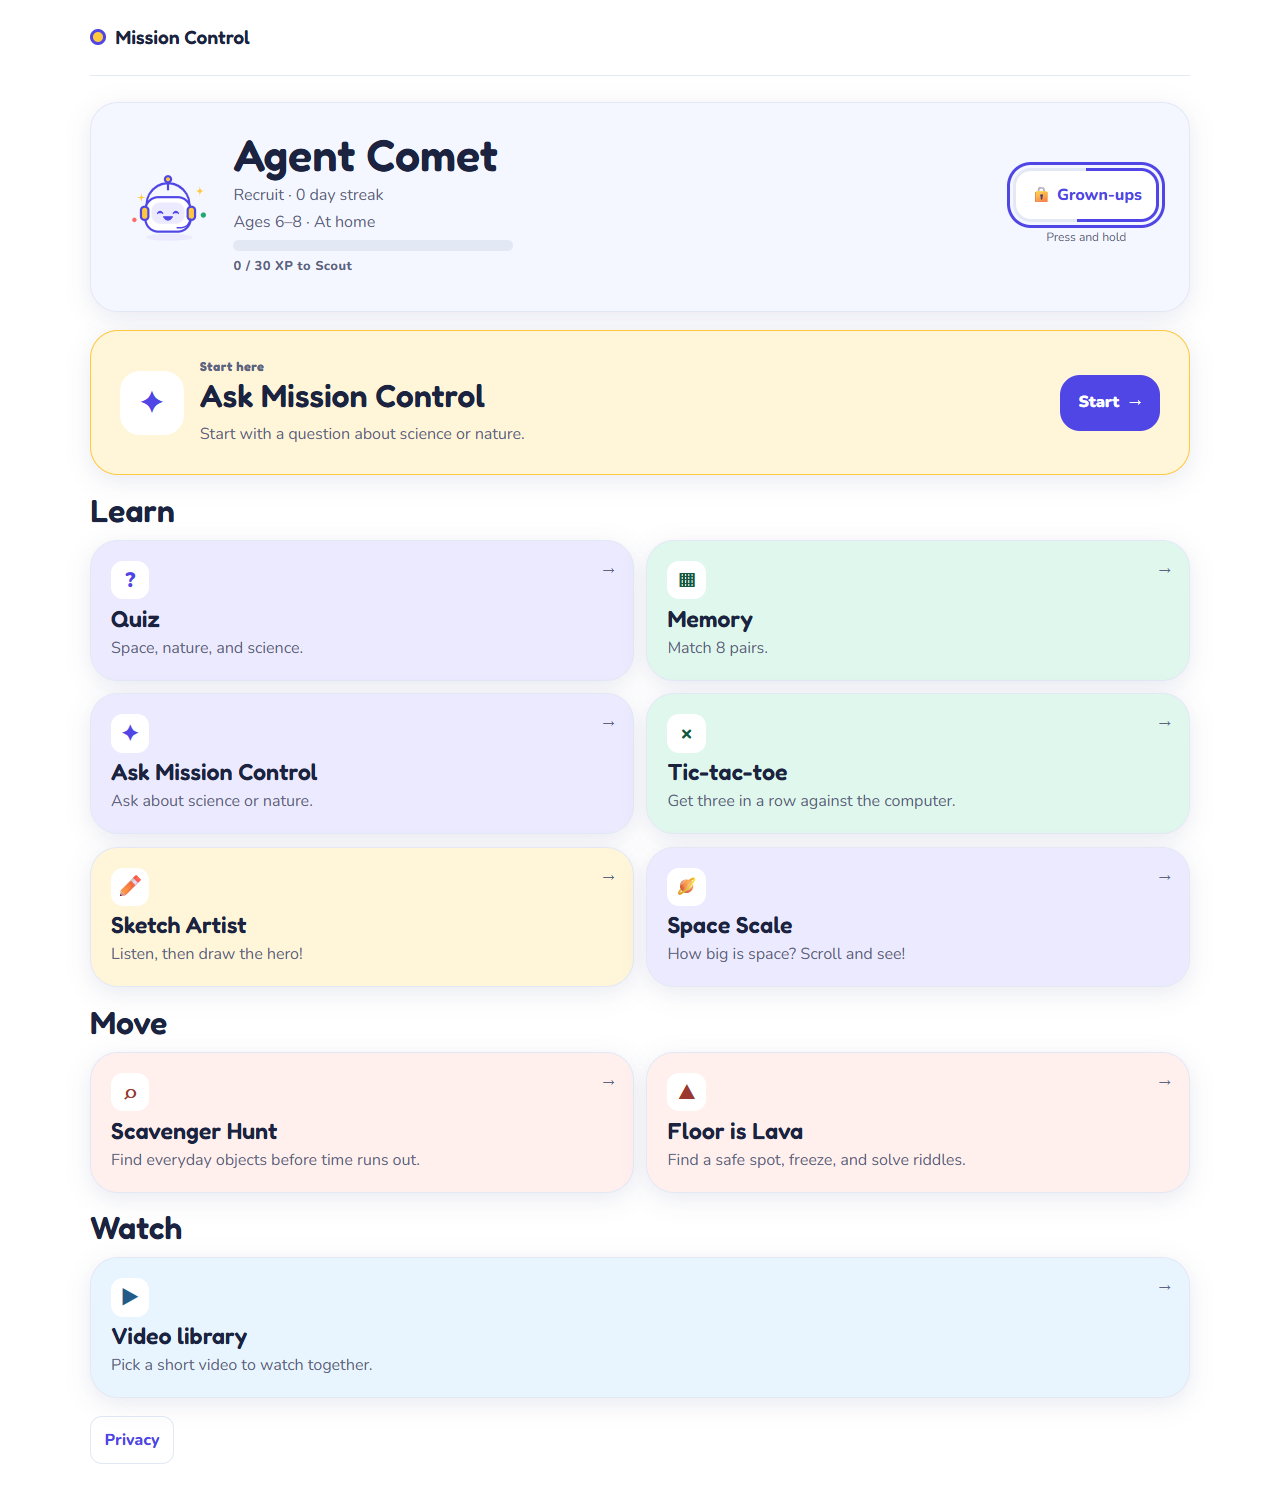 Mission Control
Agent Comet
Recruit · 0 day streak
Ages 6–8 · At home
0 / 30 XP to Scout
Grown-ups
Press and hold
Start here
Ask Mission Control
Start with a question about science or nature.
Start →
Learn
?
→
Quiz
Space, nature, and science.
→
Memory
Match 8 pairs.
→
Ask Mission Control
Ask about science or nature.
×
→
Tic-tac-toe
Get three in a row against the computer.
→
Sketch Artist
Listen, then draw the hero!
→
Space Scale
How big is space? Scroll and see!
Move
→
Scavenger Hunt
Find everyday objects before time runs out.
→
Floor is Lava
Find a safe spot, freeze, and solve riddles.
Watch
→
Video library
Pick a short video to watch together.
Privacy